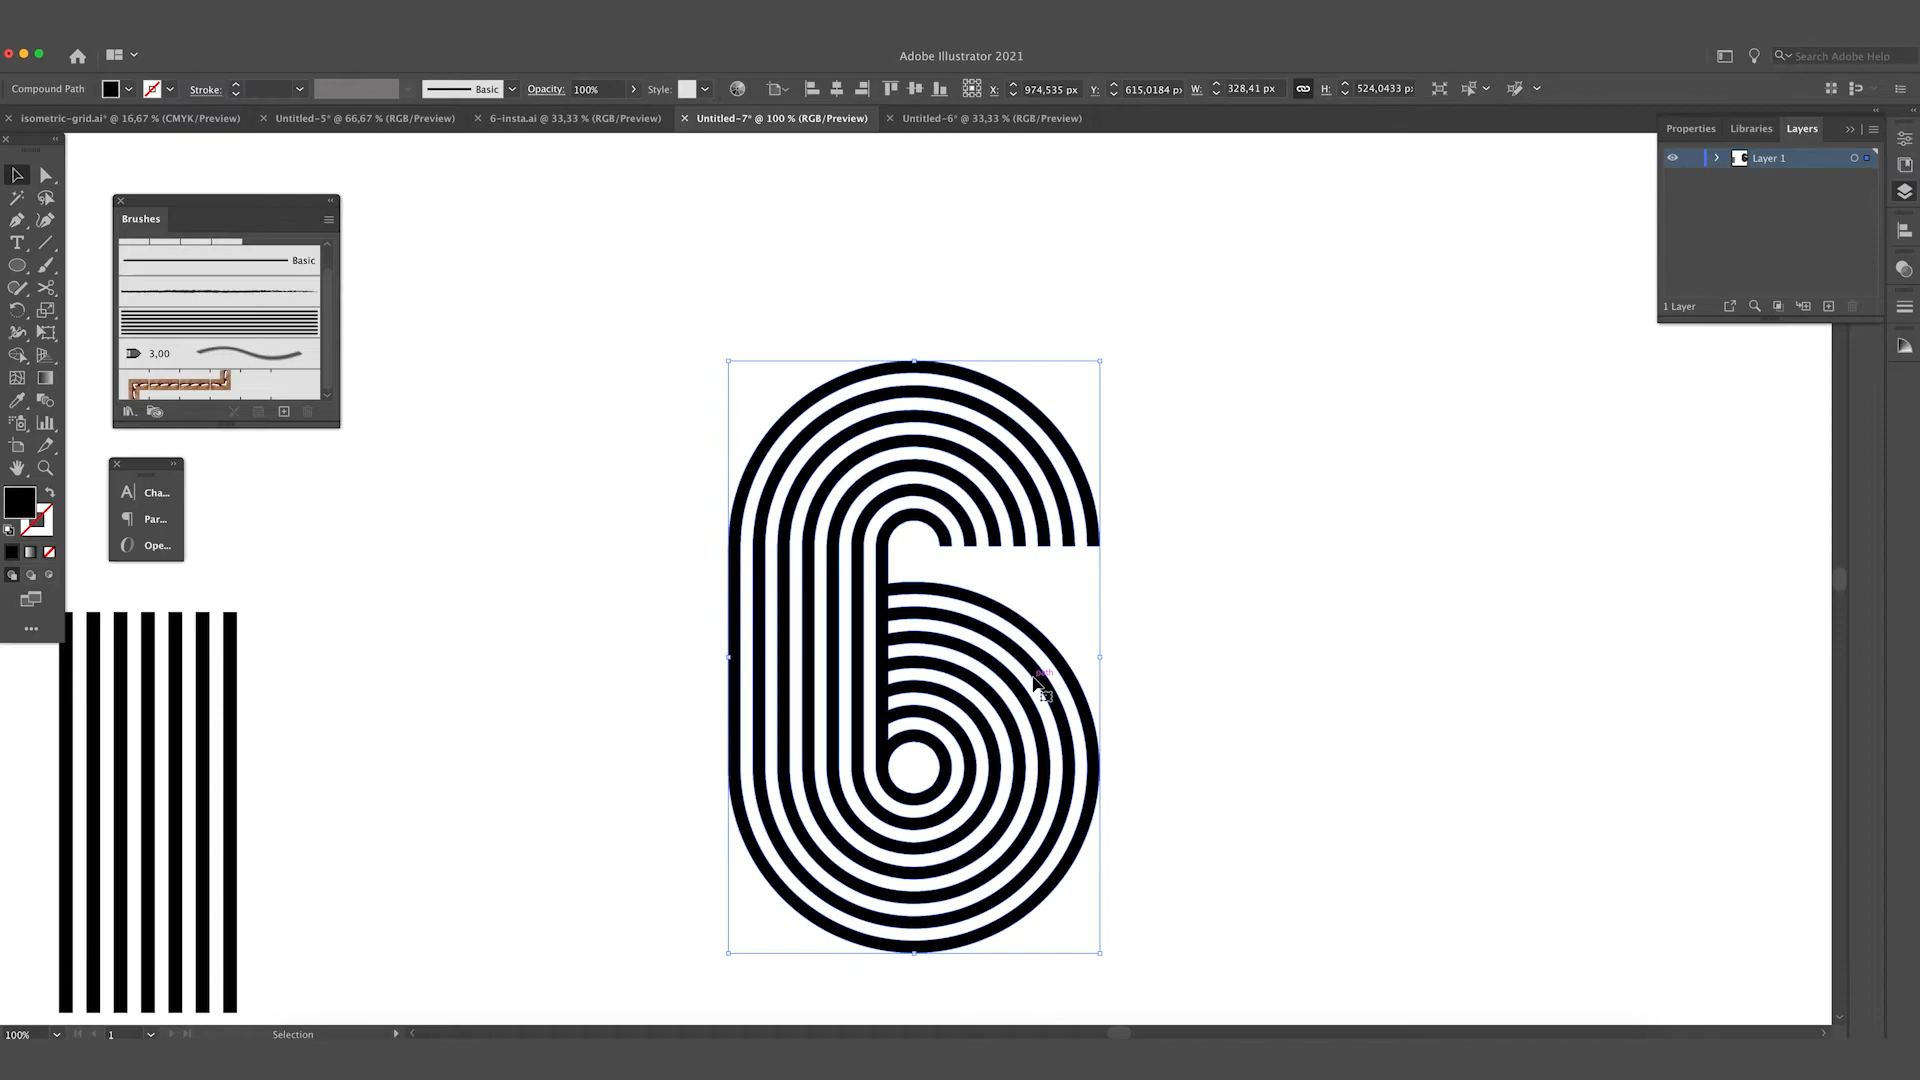 Adobe Illustrator 2021
Search Adobe Help
Compound Path
Stroke:
Basic
Opacity: 100%
Style:
X: 974,535 px
Y: 615,0184 px
W: 328,41 px
H: 524,0433 p
isometric-grid.ai* @ 16,67 % (CMYK/Preview)
Untitled-5* @ 66,67 % (RGB/Preview)
6-insta.ai @ 33,33 % (RGB/Preview)
Untitled-7* @ 100 % (RGB/Preview)
Untitled-6* @ 33,33 % (RGB/Preview)
Properties
Libraries
Layers
Layer 1
1 Layer
Brushes
Basic
3,00
Cha...
Par...
Ope...
path
6
100%
1
Selection